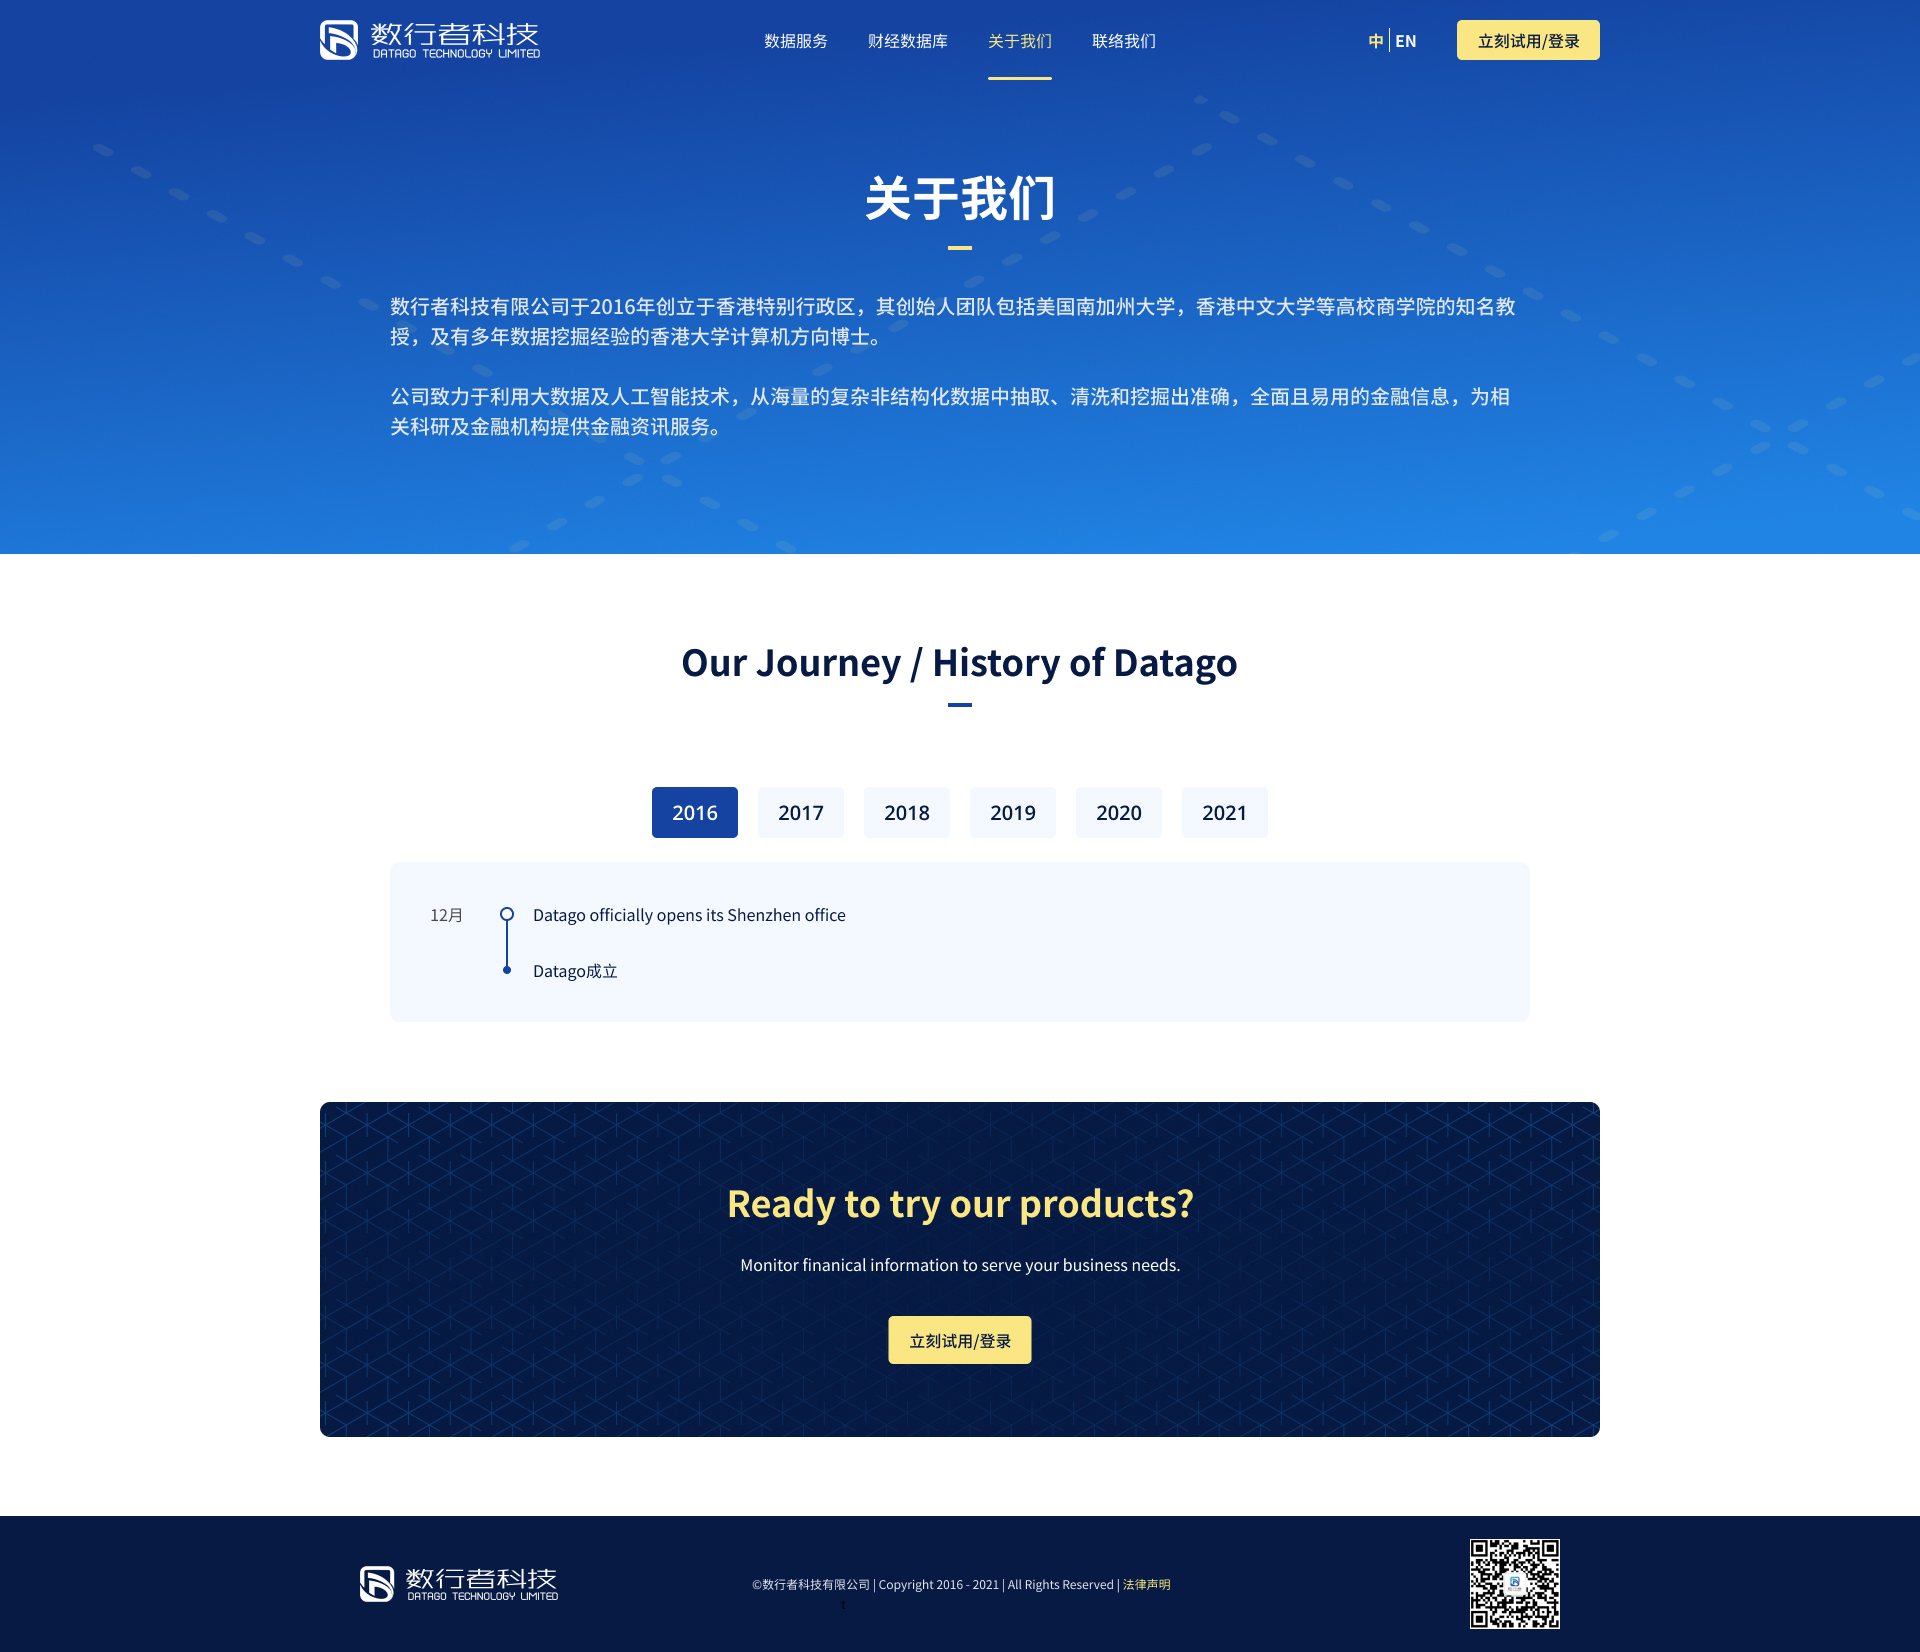 数行者科技
DATAGO TECHNOLOGY LIMITED
数据服务
财经数据库
关于我们
联络我们
中 | EN
立刻试用/登录
关于我们
数行者科技有限公司于2016年创立于香港特别行政区，其创始人团队包括美国南加州大学，香港中文大学等高校商学院的知名教
授，及有多年数据挖掘经验的香港大学计算机方向博士。
公司致力于利用大数据及人工智能技术，从海量的复杂非结构化数据中抽取、清洗和挖掘出准确，全面且易用的金融信息，为相
关科研及金融机构提供金融资讯服务。
Our Journey / History of Datago
2016
2017
2018
2019
2020
2021
12月
Datago officially opens its Shenzhen office
Datago成立
Ready to try our products?
Monitor finanical information to serve your business needs.
立刻试用/登录
数行者科技
DATAGO TECHNOLOGY LIMITED
©数行者科技有限公司 | Copyright 2016 - 2021 | All Rights Reserved | 法律声明
t